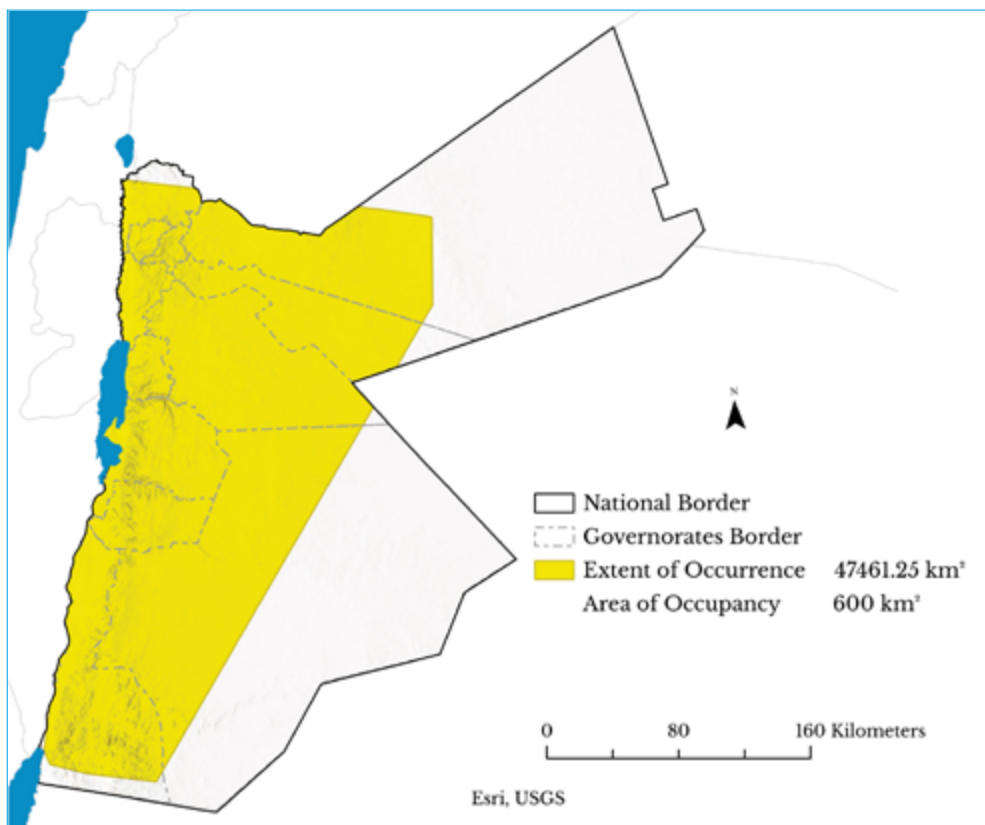 N
National Border
Governorates Border
Extent of Occurrence 47461.25 km²
Area of Occupancy 600 km²
0 80 160 Kilometers
Esri, USGS